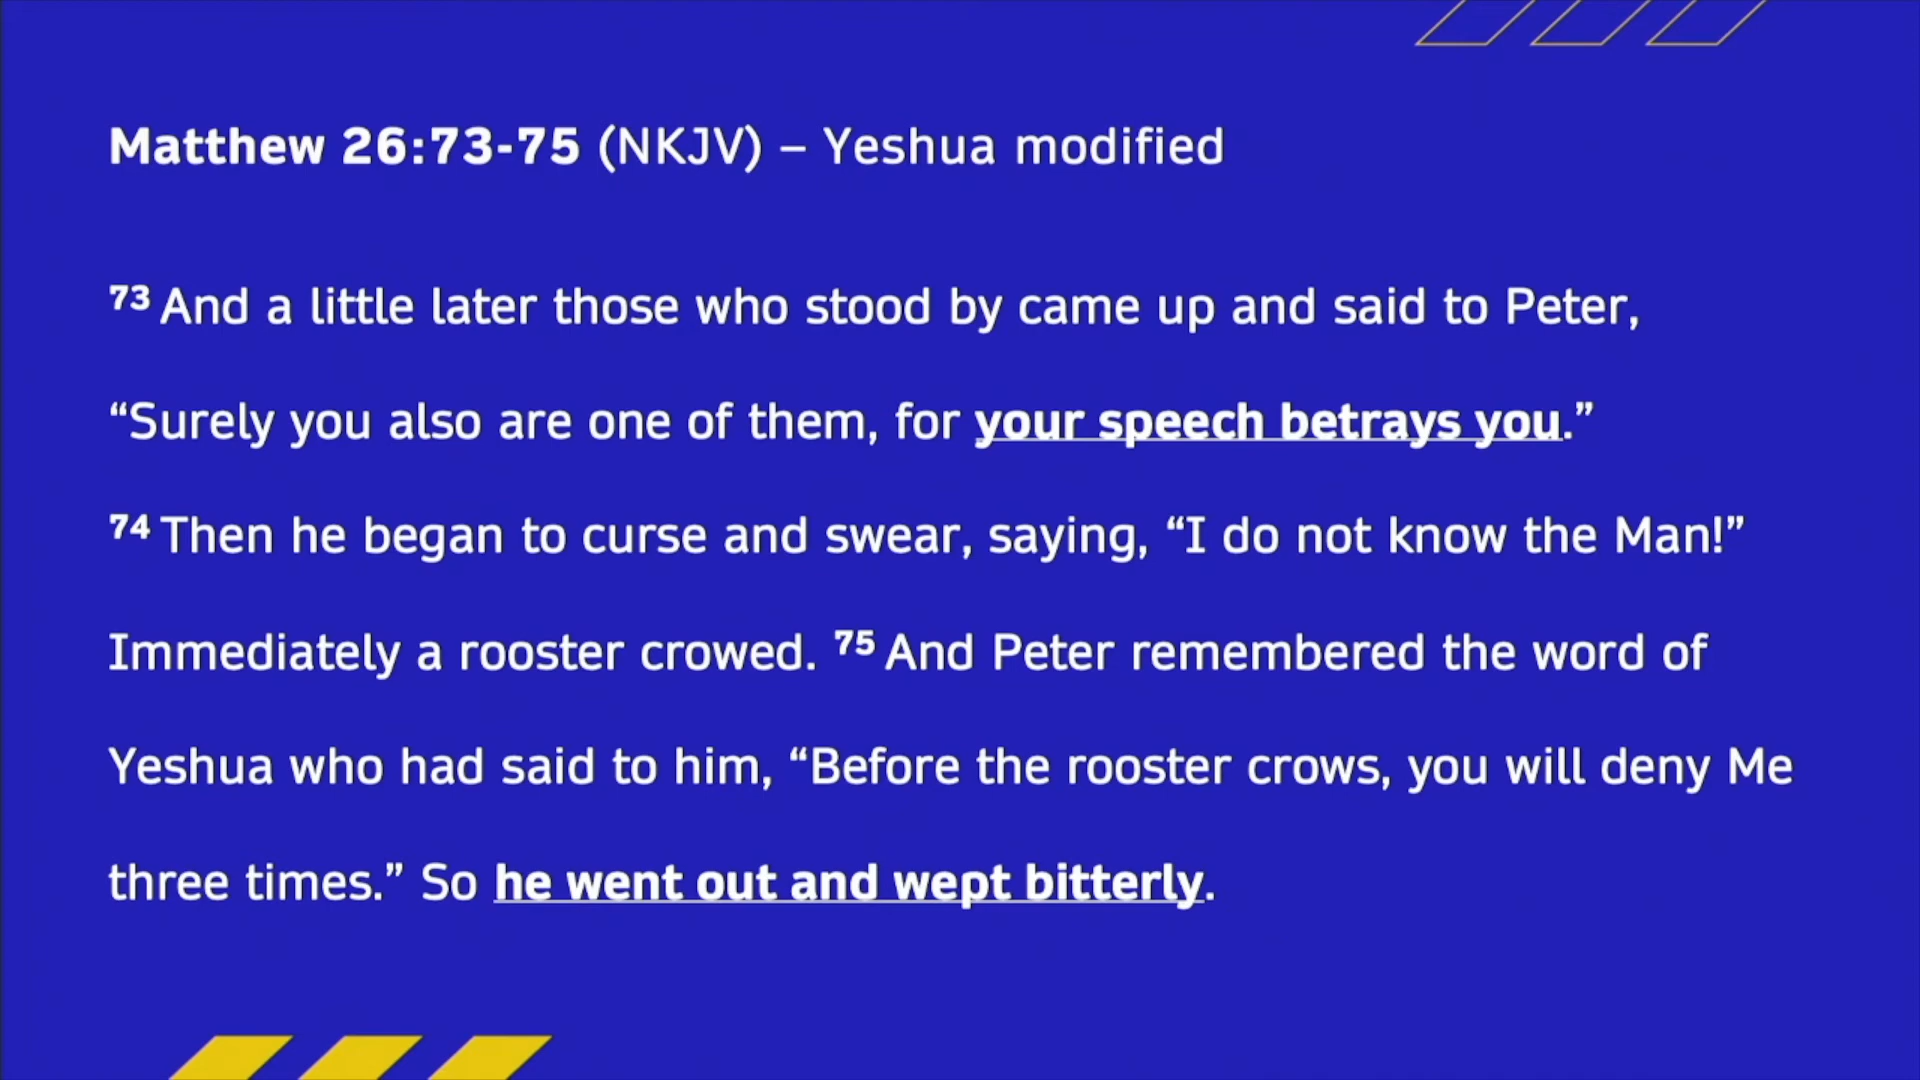 Matthew 26:73-75 (NKJV) – Yeshua modified
73 And a little later those who stood by came up and said to Peter,
“Surely you also are one of them, for your speech betrays you.”
74 Then he began to curse and swear, saying, “I do not know the Man!”
Immediately a rooster crowed. 75 And Peter remembered the word of
Yeshua who had said to him, “Before the rooster crows, you will deny Me
three times.” So he went out and wept bitterly.